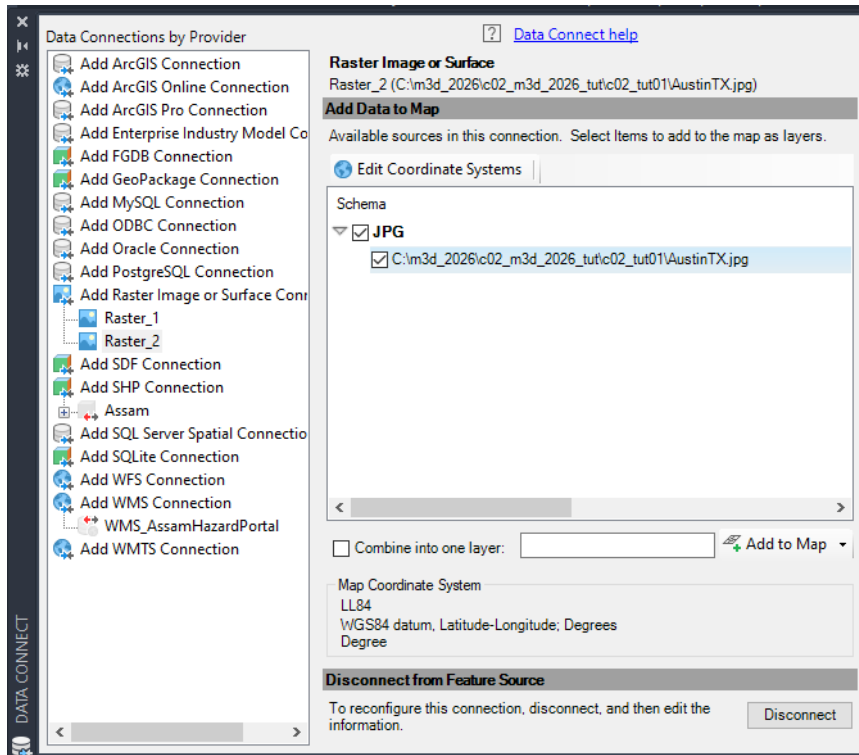 Data Connections by Provider
Add ArcGIS Connection
Add ArcGIS Online Connection
Add ArcGIS Pro Connection
Add Enterprise Industry Model Co
Add FGDB Connection
Add GeoPackage Connection
Add MySQL Connection
Add ODBC Connection
Add Oracle Connection
Add PostgreSQL Connection
Add Raster Image or Surface Conn
Raster_1
Raster_2
Add SDF Connection
Add SHP Connection
Assam
Add SQL Server Spatial Connectio
Add SQLite Connection
Add WFS Connection
Add WMS Connection
WMS_AssamHazardPortal
Add WMTS Connection
DATA CONNECT
? Data Connect help
Raster Image or Surface
Raster_2 (C:\m3d_2026\c02_m3d_2026_tut\c02_tut01\AustinTX.jpg)
Add Data to Map
Available sources in this connection. Select Items to add to the map as layers.
Edit Coordinate Systems
Schema
JPG
C:\m3d_2026\c02_m3d_2026_tut\c02_tut01\AustinTX.jpg
Combine into one layer:
Add to Map
Map Coordinate System
LL84
WGS84 datum, Latitude-Longitude; Degrees
Degree
Disconnect from Feature Source
To reconfigure this connection, disconnect, and then edit the
information.
Disconnect